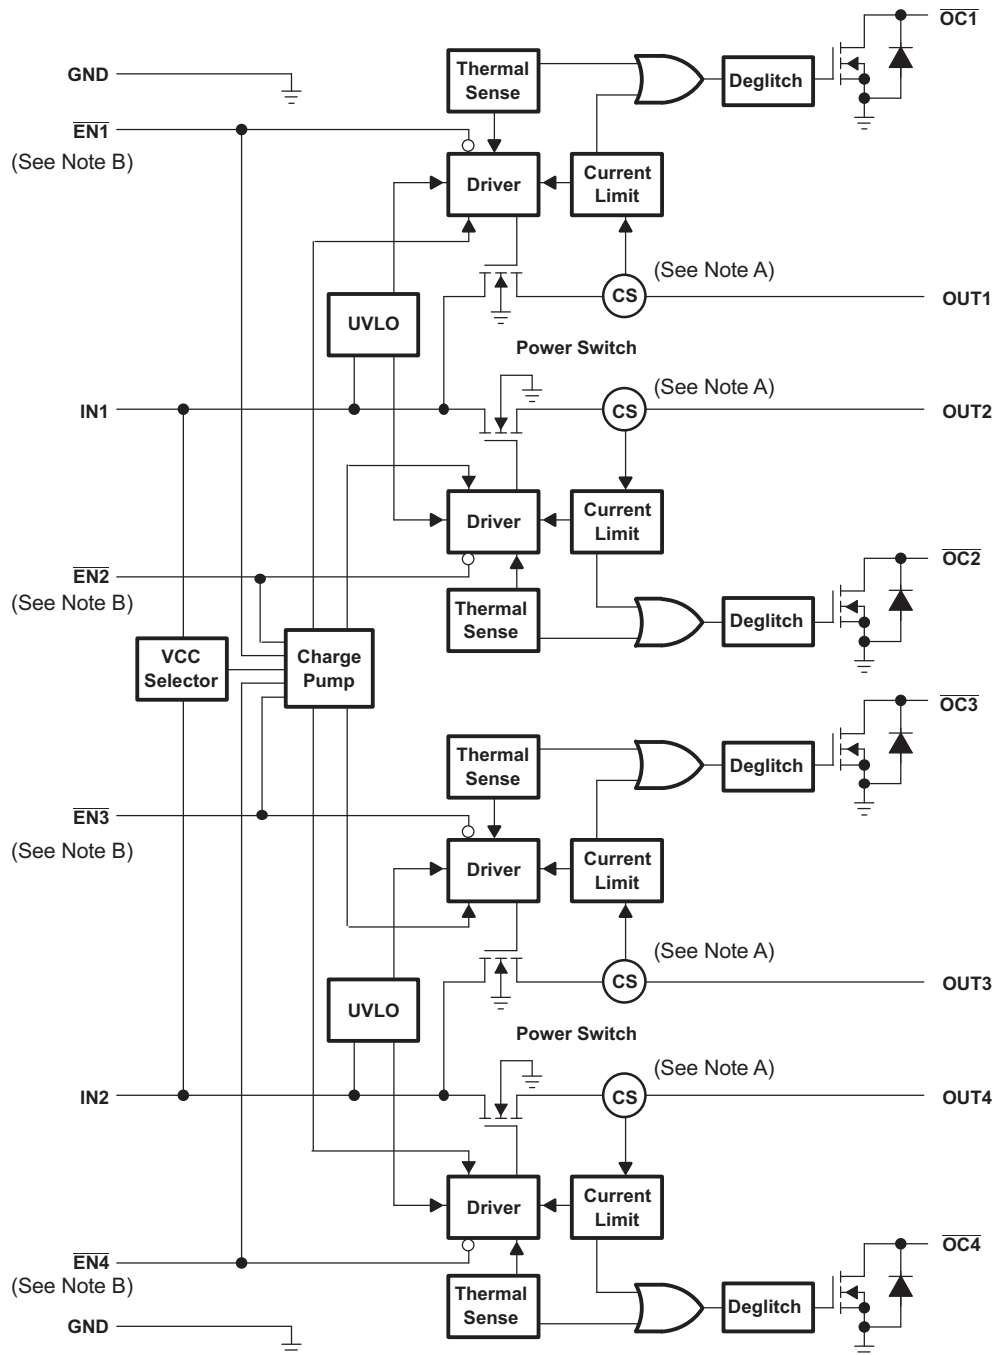 OC1
GND
Thermal
Sense
Deglitch
EN1
(See Note B)
Driver
Current
Limit
(See Note A)
CS
OUT1
UVLO
Power Switch
(See Note A)
IN1
CS
OUT2
Driver
Current
Limit
EN2
(See Note B)
OC2
Thermal
Sense
Deglitch
VCC
Selector
Charge
Pump
OC3
Thermal
Sense
Deglitch
EN3
(See Note B)
Driver
Current
Limit
(See Note A)
CS
OUT3
UVLO
Power Switch
(See Note A)
IN2
CS
OUT4
Driver
Current
Limit
EN4
(See Note B)
OC4
Thermal
Sense
Deglitch
GND